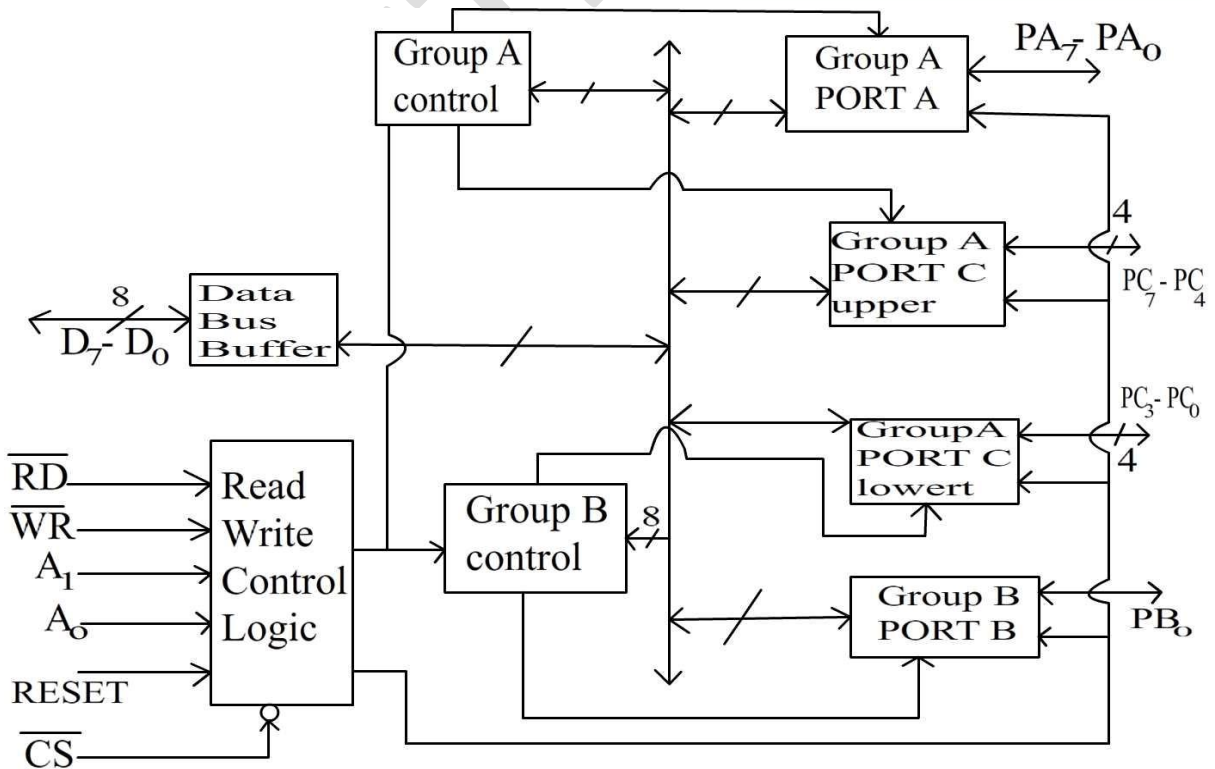 Group A
control
Group A
PORT A
PA7 - PA0
4
Group A
PORT C
upper
PC7 - PC4
8
D7 - D0
Data
Bus
Buffer
PC3 - PC0
4
GroupA
PORT C
lowert
RD
WR
A1
A0
RESET
CS
Read
Write
Control
Logic
Group B
control
8
Group B
PORT B
PB0